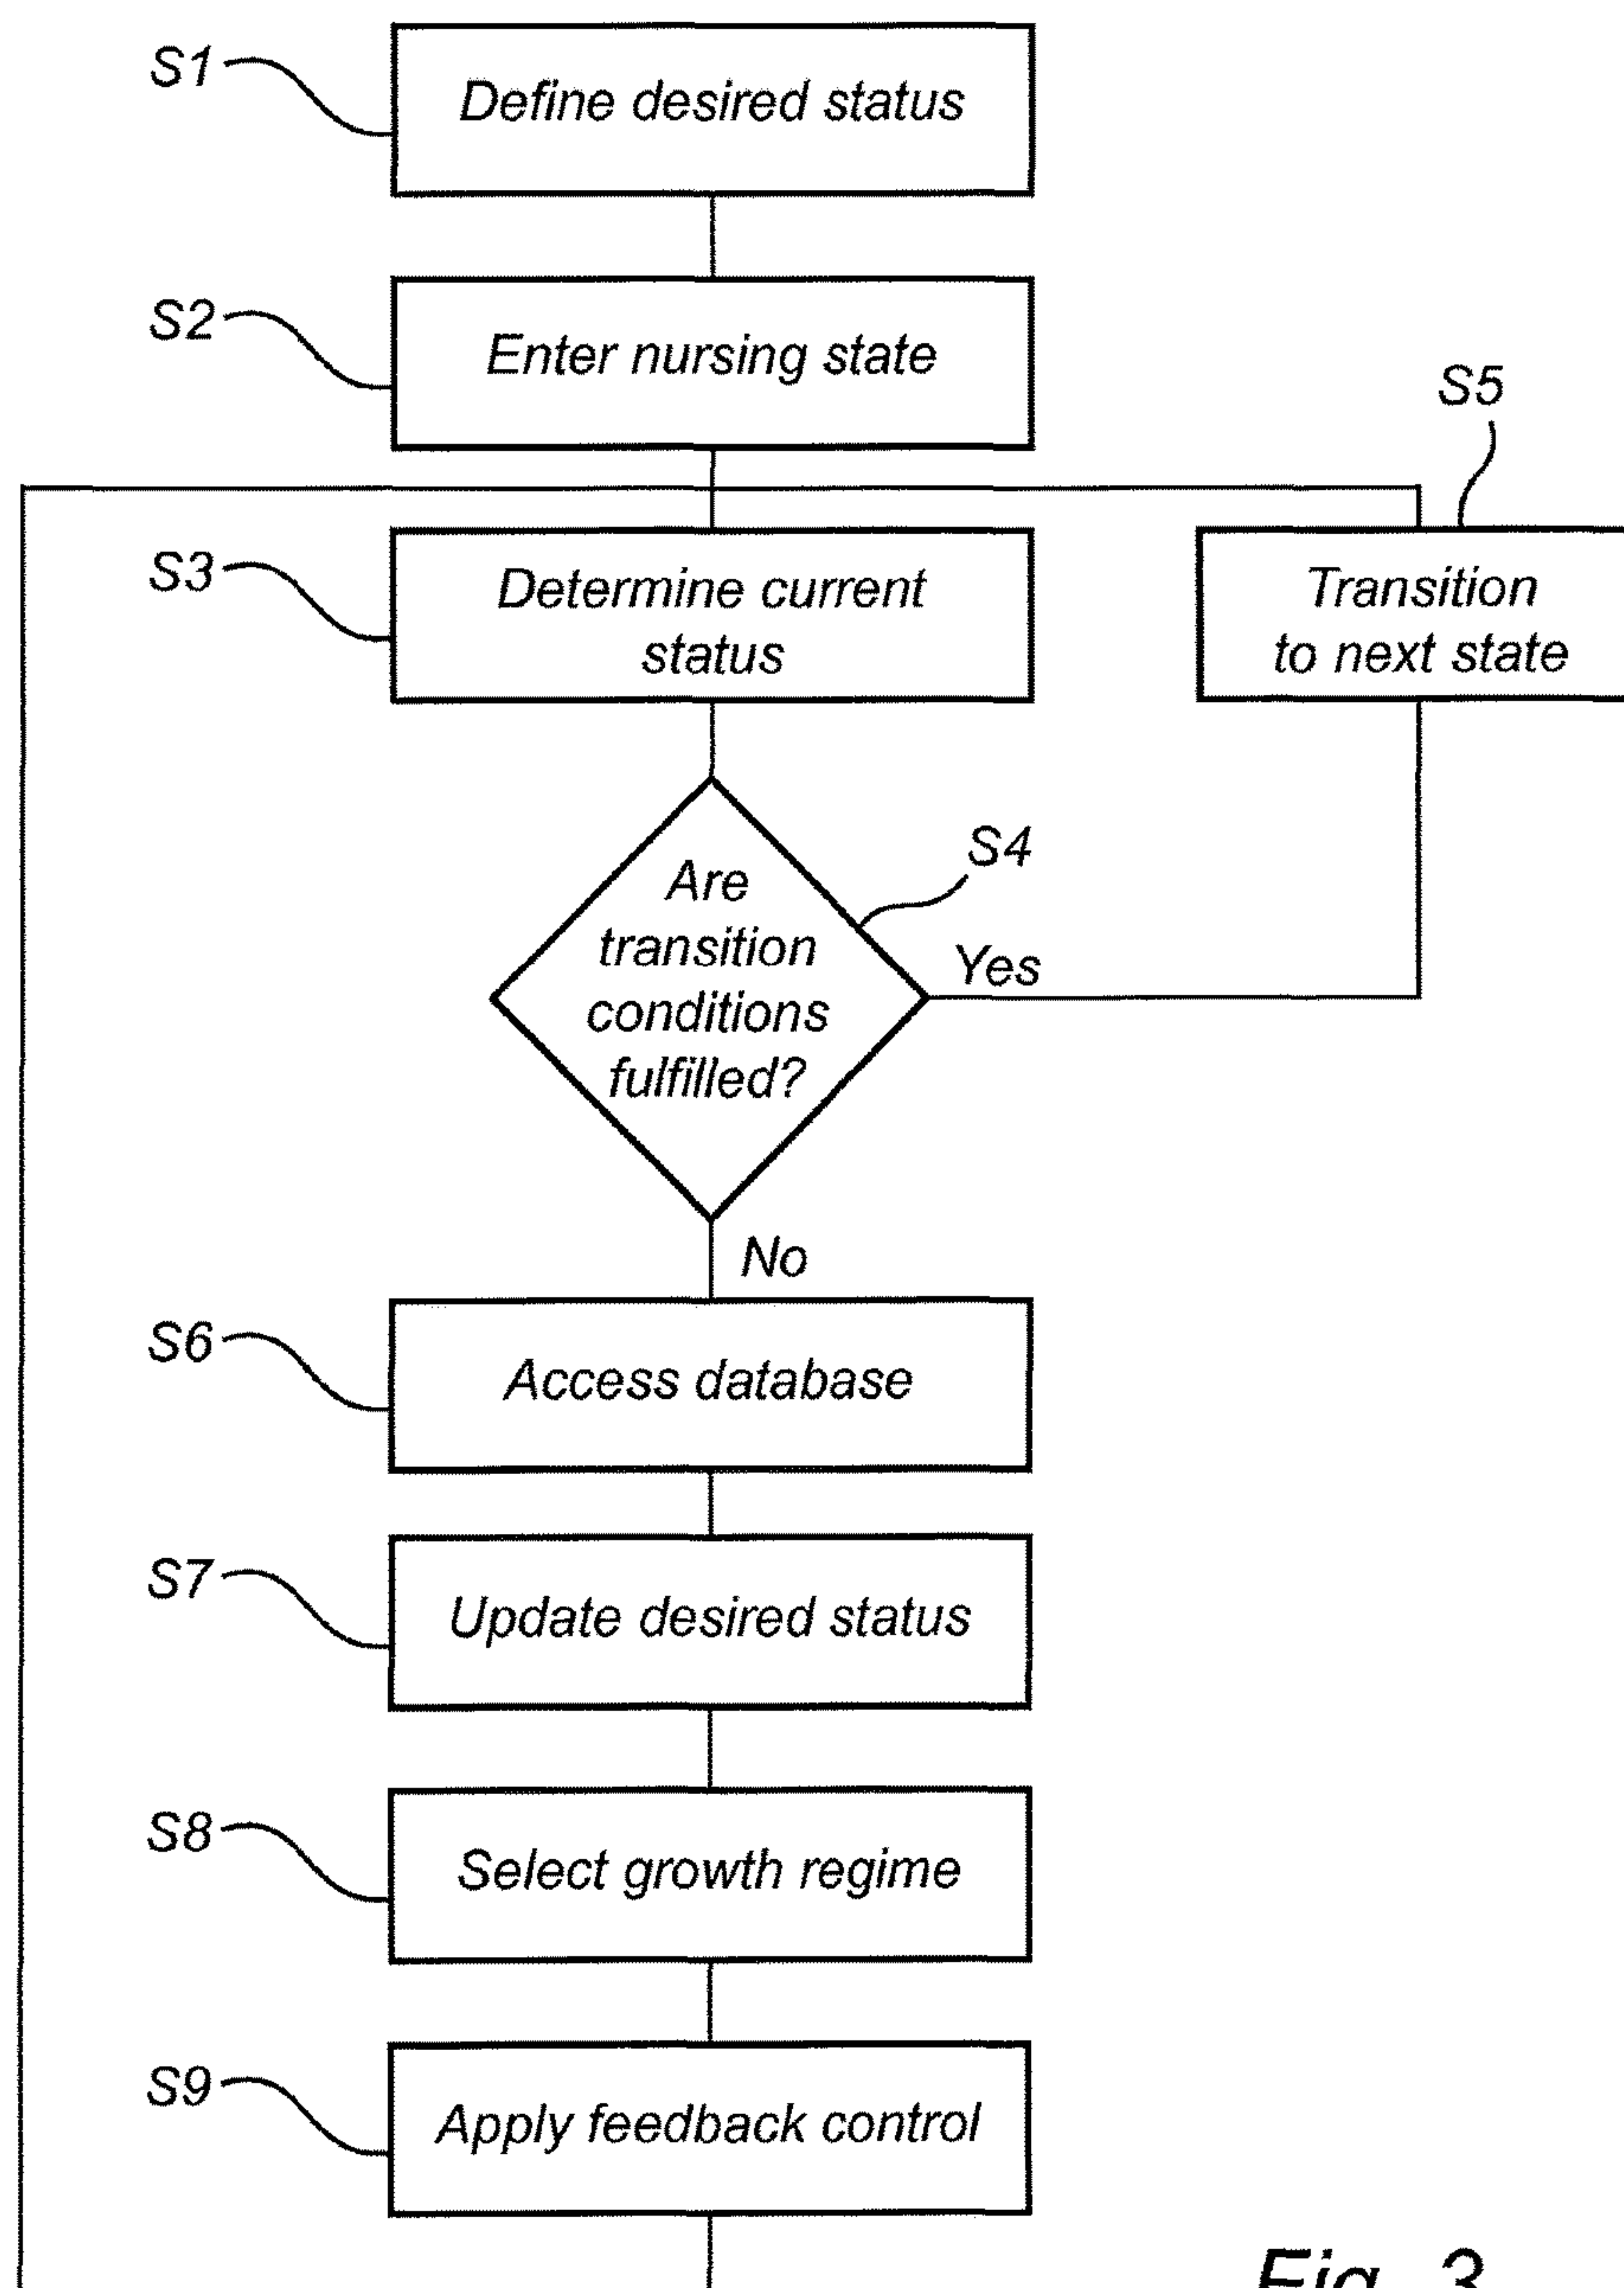 S1
Define desired status
S2
Enter nursing state
S5
S3
Determine current
status
Transition
to next state
S4
Are
transition
conditions
fulfilled?
Yes
No
S6
Access database
S7
Update desired status
S8
Select growth regime
S9
Apply feedback control
Fig. 3